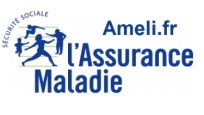 SÉCURITÉ SOCIALE
Ameli.fr
l'Assurance
Maladie